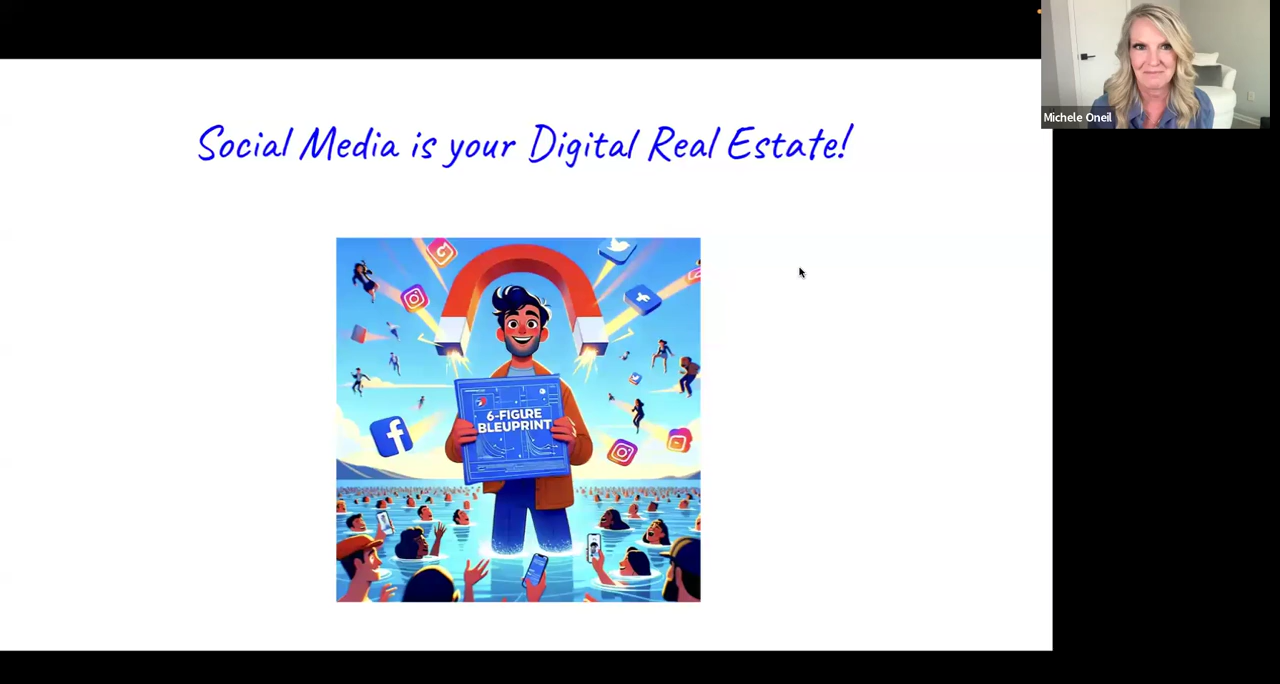 Social Media is your Digital Real Estate!
Michele Oneil
6-FIGURE
BLEUPRINT